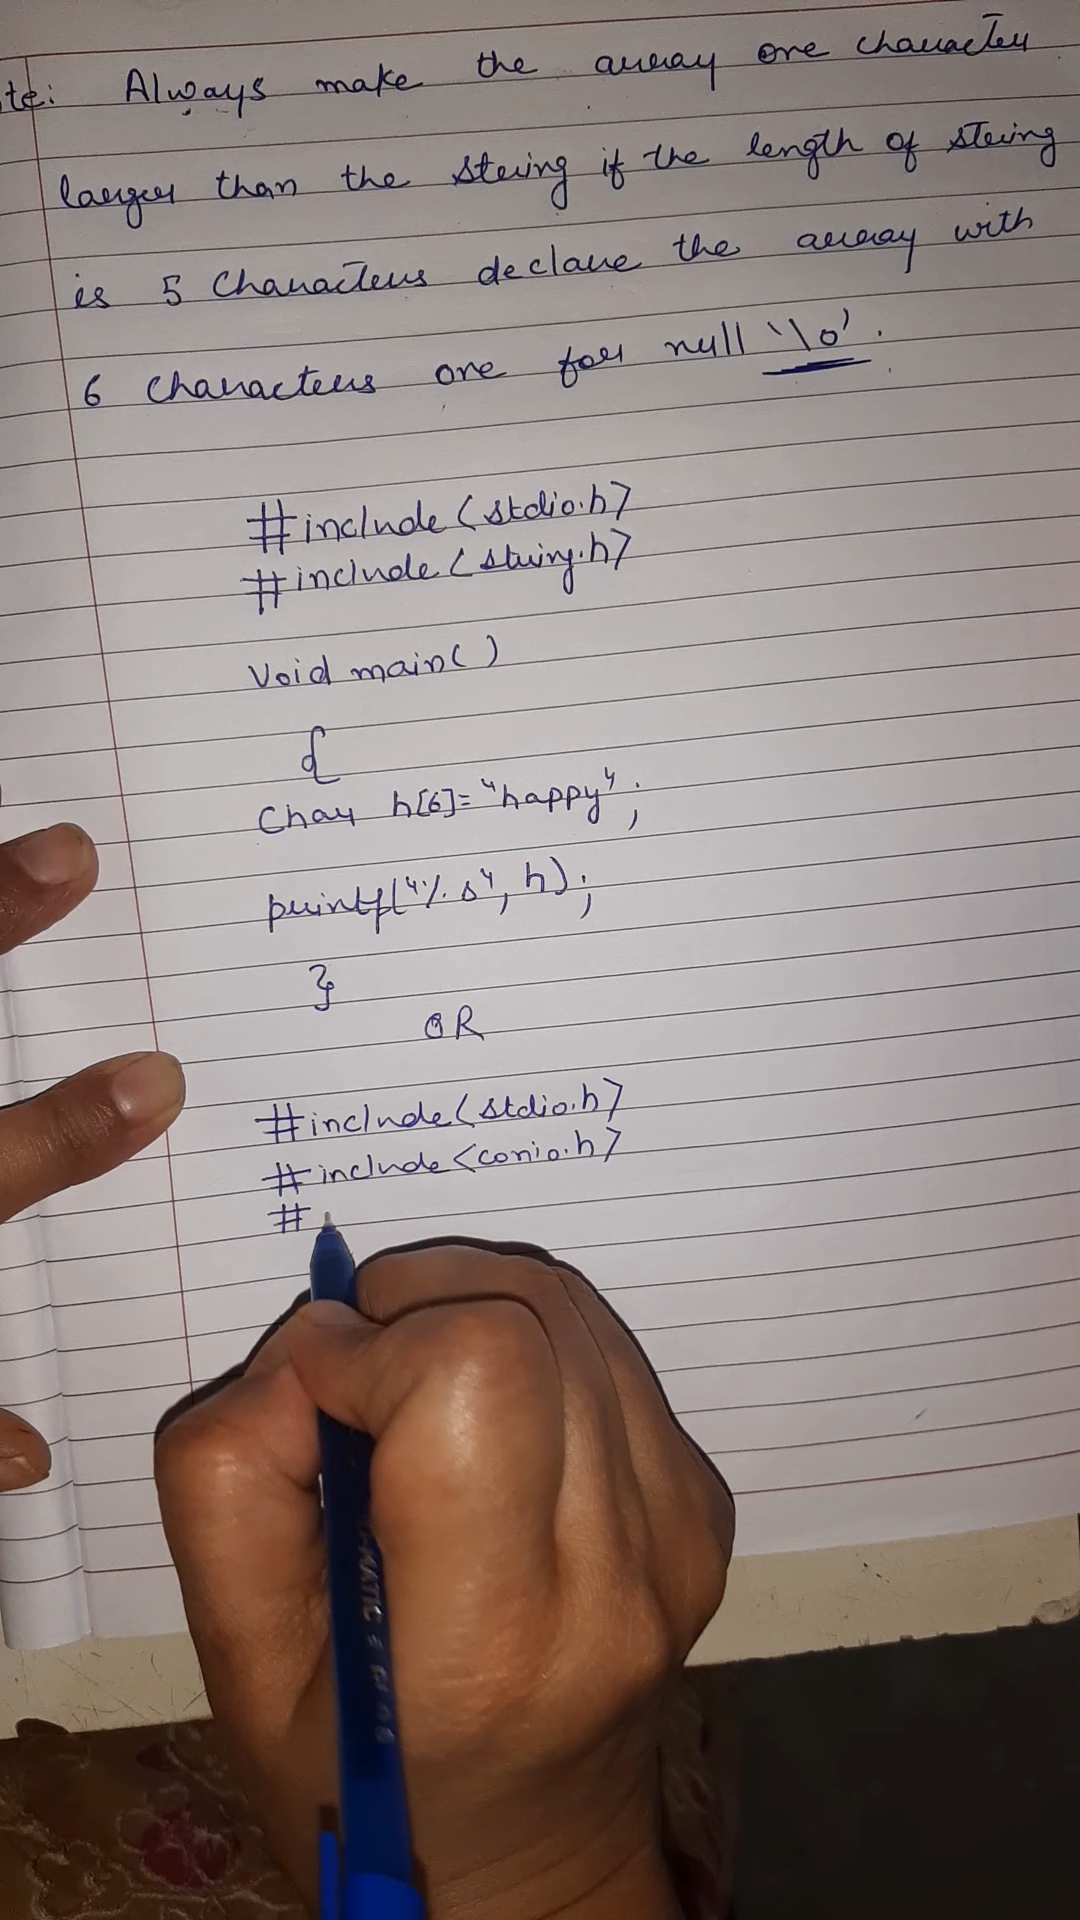 te: Always make the array one character
larger than the string if the length of string
is 5 characters declare the array with
6 characters one for null '\0'.
#include<stdio.h>
#include<string.h>
Void main()
{
Char h[6]="happy";
printf("%s", h);
}
OR
#include<stdio.h>
#include<conio.h>
#